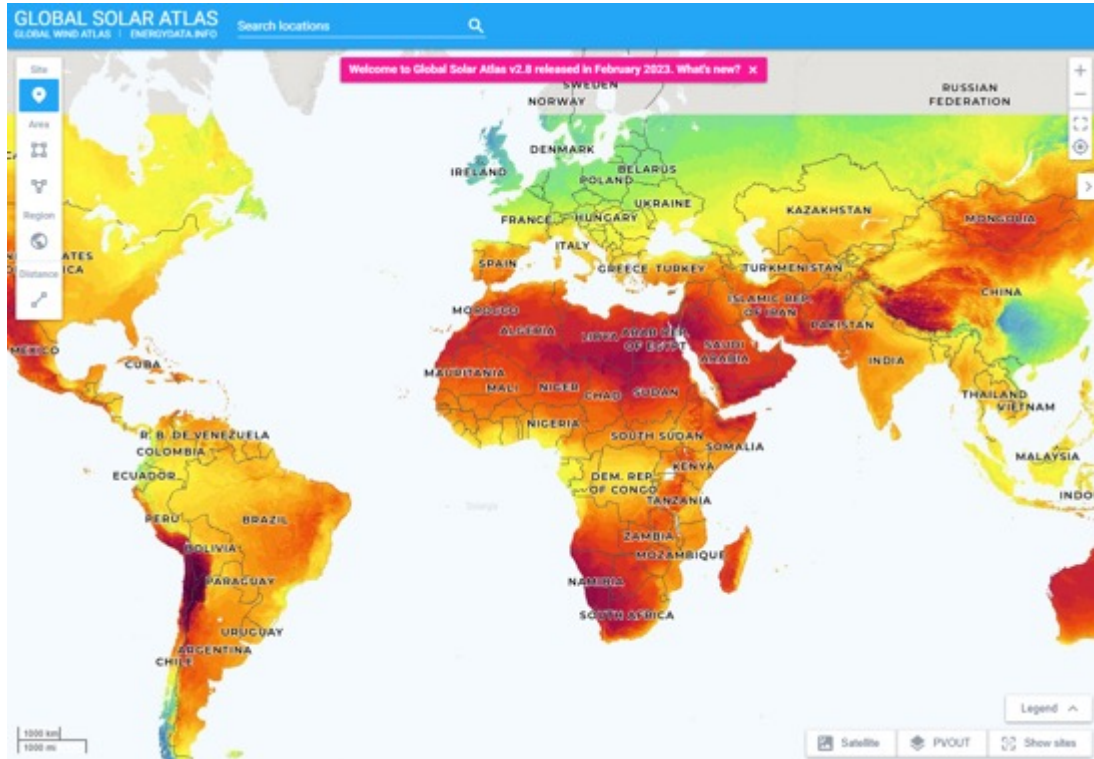 GLOBAL SOLAR ATLAS
GLOBAL WIND ATLAS | ENERGYDATA.INFO
Search locations
Welcome to Global Solar Atlas v2.8 released in February 2023. What's new? ×
Site
Area
Region
Distance
SWEDEN
NORWAY
RUSSIAN
FEDERATION
DENMARK
IRELAND
BELARUS
POLAND
UKRAINE
FRANCE
HUNGARY
KAZAKHSTAN
MONGOLIA
ITALY
SPAIN
GREECE
TURKEY
TURKMENISTAN
CHINA
ISLAMIC REP.
OF IRAN
MOROCCO
ALGERIA
LIBYA
ARAB REP.
OF EGYPT
PAKISTAN
SAUDI
ARABIA
INDIA
MEXICO
CUBA
MAURITANIA
MALI
NIGER
CHAD
SUDAN
THAILAND
VIETNAM
NIGERIA
R. B. DE VENEZUELA
COLOMBIA
SOUTH SUDAN
SOMALIA
MALAYSIA
ECUADOR
KENYA
DEM. REP.
OF CONGO
TANZANIA
INDO
PERU
BRAZIL
ZAMBIA
BOLIVIA
MOZAMBIQUE
PARAGUAY
NAMIBIA
SOUTH AFRICA
URUGUAY
ARGENTINA
CHILE
Legend
1000 km
1000 mi
Satellite
PVOUT
Show sites